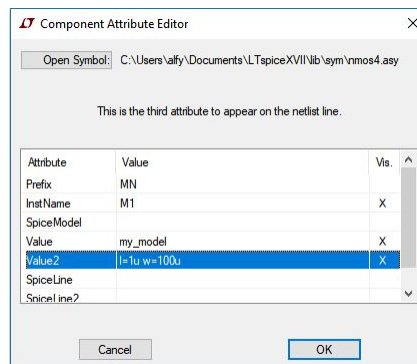 Component Attribute Editor
Open Symbol: C:\Users\alfy\Documents\LTspiceXVII\lib\sym\nmos4.asy
This is the third attribute to appear on the netlist line.
Attribute Value Vis.
Prefix MN
InstName M1 X
SpiceModel
Value my_model X
Value2 l=1u w=100u X
SpiceLine
SpiceLine2
Cancel OK